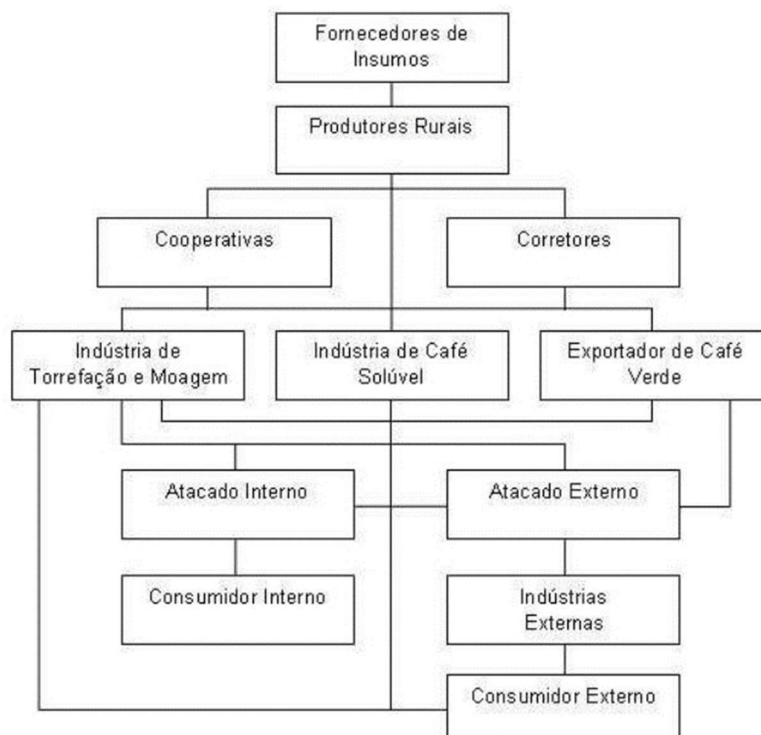 Fornecedores de
Insumos
Produtores Rurais
Cooperativas
Corretores
Indústria de
Torrefação e Moagem
Indústria de Café
Solúvel
Exportador de Café
Verde
Atacado Interno
Atacado Externo
Consumidor Interno
Indústrias
Externas
Consumidor Externo